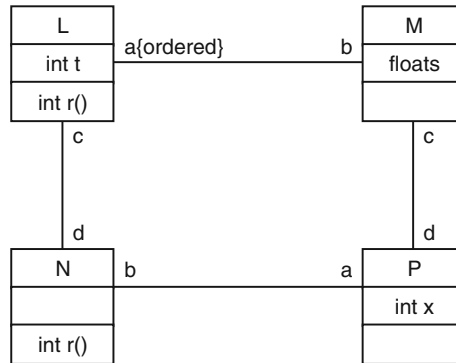 L
M
int t
a{ordered}
b
floats
int r()
c
c
d
d
N
b
a
P
int x
int r()